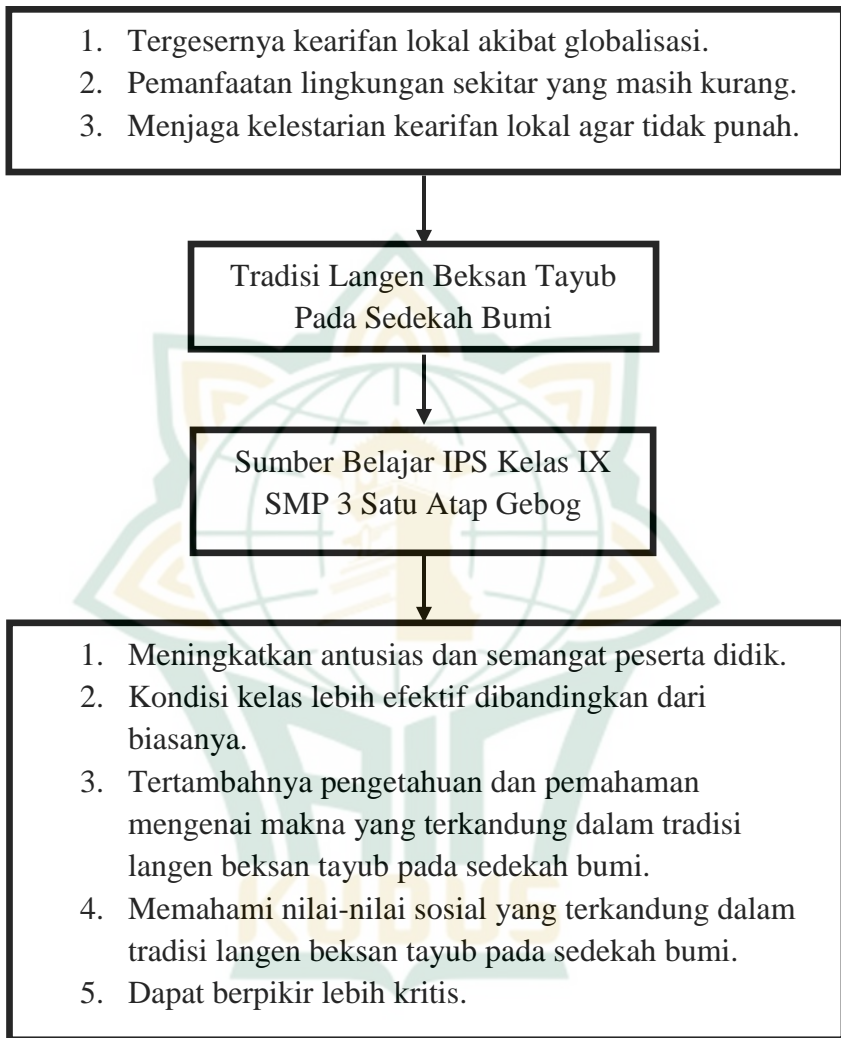 1. Tergesernya kearifan lokal akibat globalisasi.
2. Pemanfaatan lingkungan sekitar yang masih kurang.
3. Menjaga kelestarian kearifan lokal agar tidak punah.
Tradisi Langen Beksan Tayub
Pada Sedekah Bumi
Sumber Belajar IPS Kelas IX
SMP 3 Satu Atap Gebog
1. Meningkatkan antusias dan semangat peserta didik.
2. Kondisi kelas lebih efektif dibandingkan dari
biasanya.
3. Tertambahnya pengetahuan dan pemahaman
mengenai makna yang terkandung dalam tradisi
langen beksan tayub pada sedekah bumi.
4. Memahami nilai-nilai sosial yang terkandung dalam
tradisi langen beksan tayub pada sedekah bumi.
5. Dapat berpikir lebih kritis.
KUDUS